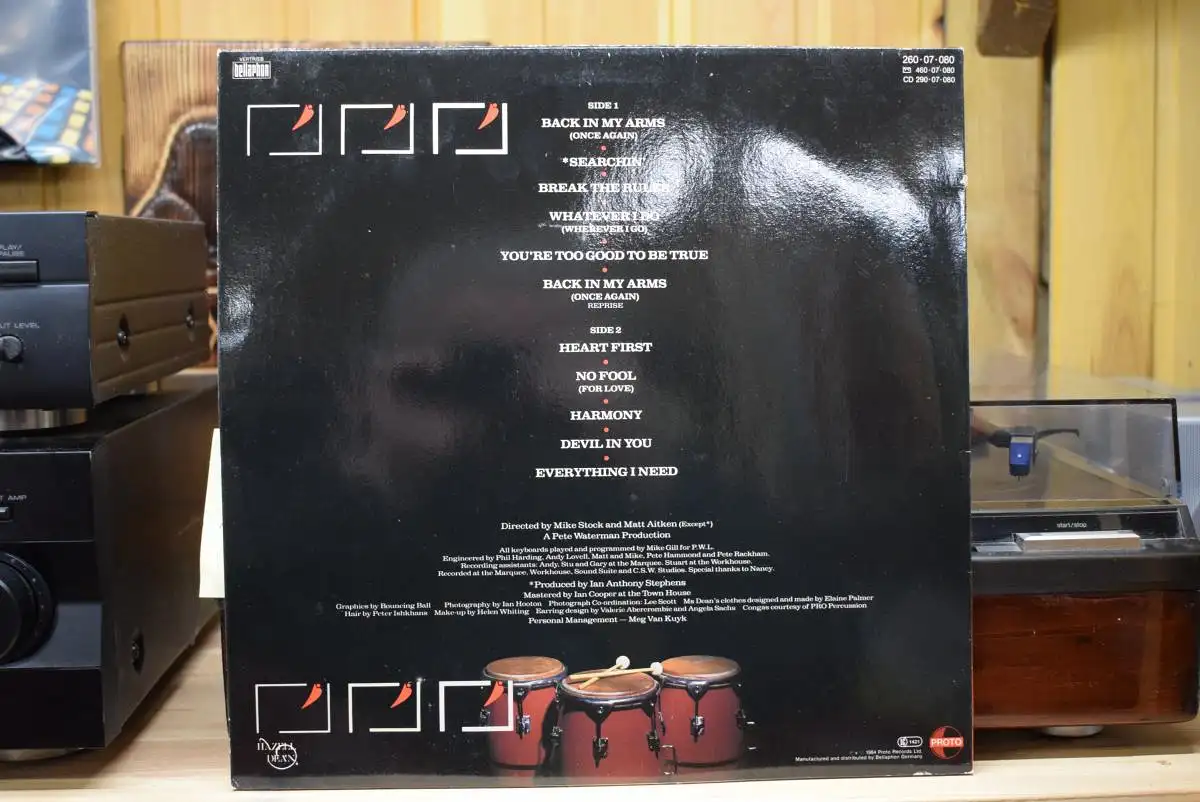 VERTRIEB
bellaphon
260·07·080
460·07·080
CD 290·07·080
SIDE 1
BACK IN MY ARMS
(ONCE AGAIN)
*SEARCHIN'
BREAK THE RULES
WHATEVER I DO
(WHEREVER I GO)
YOU'RE TOO GOOD TO BE TRUE
BACK IN MY ARMS
(ONCE AGAIN)
REPRISE
SIDE 2
HEART FIRST
NO FOOL
(FOR LOVE)
HARMONY
DEVIL IN YOU
EVERYTHING I NEED
Directed by Mike Stock and Matt Aitken (Except*)
A Pete Waterman Production
All keyboards played and programmed by Mike Gill for P.W.L.
Engineered by Phil Harding, Andy Lovell, Matt and Mike, Pete Hammond and Pete Rackham.
Recording assistants: Andy, Stu and Gary at the Marquee. Stuart at the Workhouse.
Recorded at the Marquee, Workhouse, Sound Suite and C.S.W. Studios. Special thanks to Nancy.
*Produced by Ian Anthony Stephens
Mastered by Ian Cooper at the Town House
Graphics by Bouncing Ball Photography by Ian Hooton Photograph Co-ordination: Lee Scott Ms Dean's clothes designed and made by Elaine Palmer
Hair by Peter Ishkhans Make-up by Helen Whiting Earring design by Valerie Abercrombie and Angela Sachs Congas courtesy of PRO Percussion
Personal Management — Meg Van Kuyk
HAZELL
DEAN
1984 Proto Records Ltd.
Manufactured and distributed by Bellaphon Germany
PROTO
PLAY/
PAUSE
UT LEVEL
T AMP
start/stop